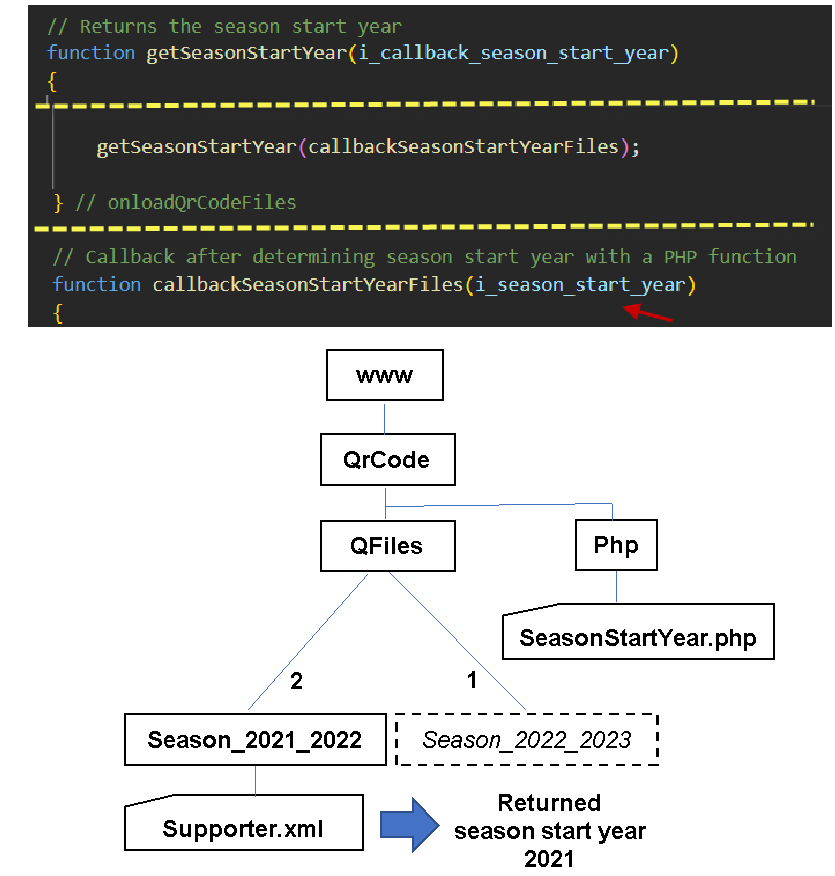 // Returns the season start year
function getSeasonStartYear(i_callback_season_start_year)
{
getSeasonStartYear(callbackSeasonStartYearFiles);
} // onloadQrCodeFiles
// Callback after determining season start year with a PHP function
function callbackSeasonStartYearFiles(i_season_start_year)
{
www
QrCode
QFiles
Php
SeasonStartYear.php
2
1
Season_2021_2022
Season_2022_2023
Supporter.xml
Returned
season start year
2021